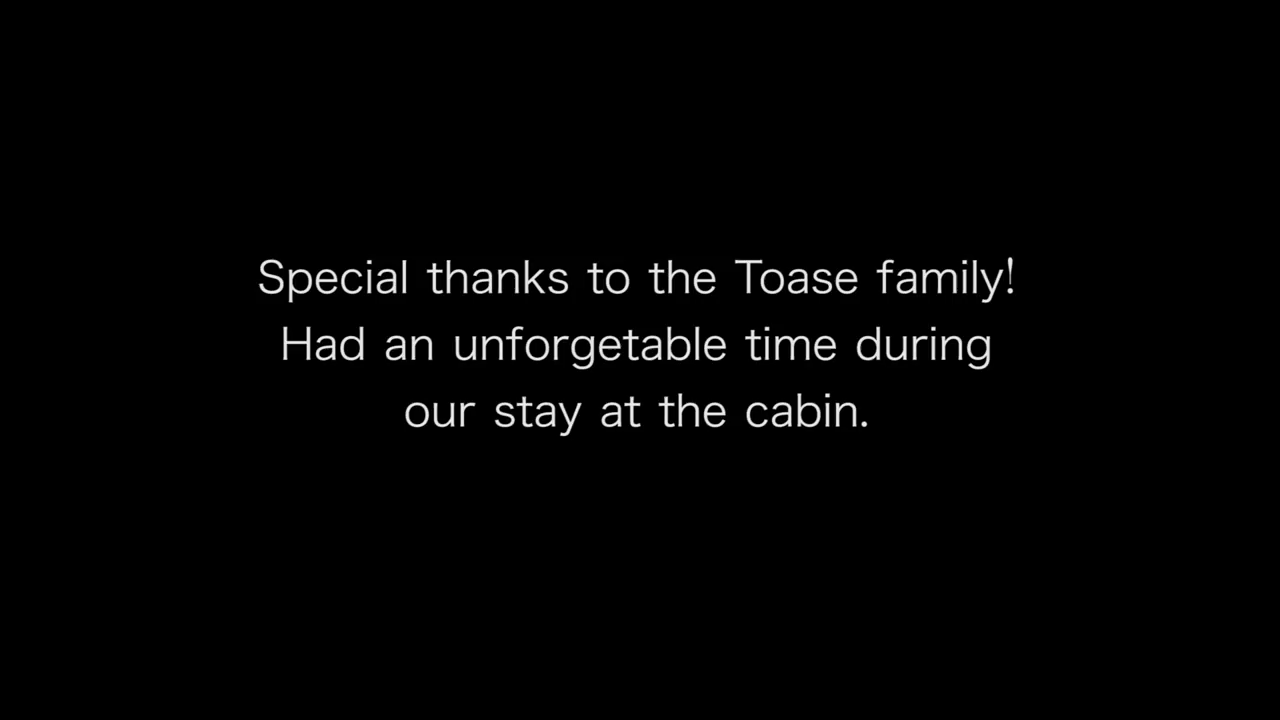 Special thanks to the Toase family!
Had an unforgetable time during
our stay at the cabin.